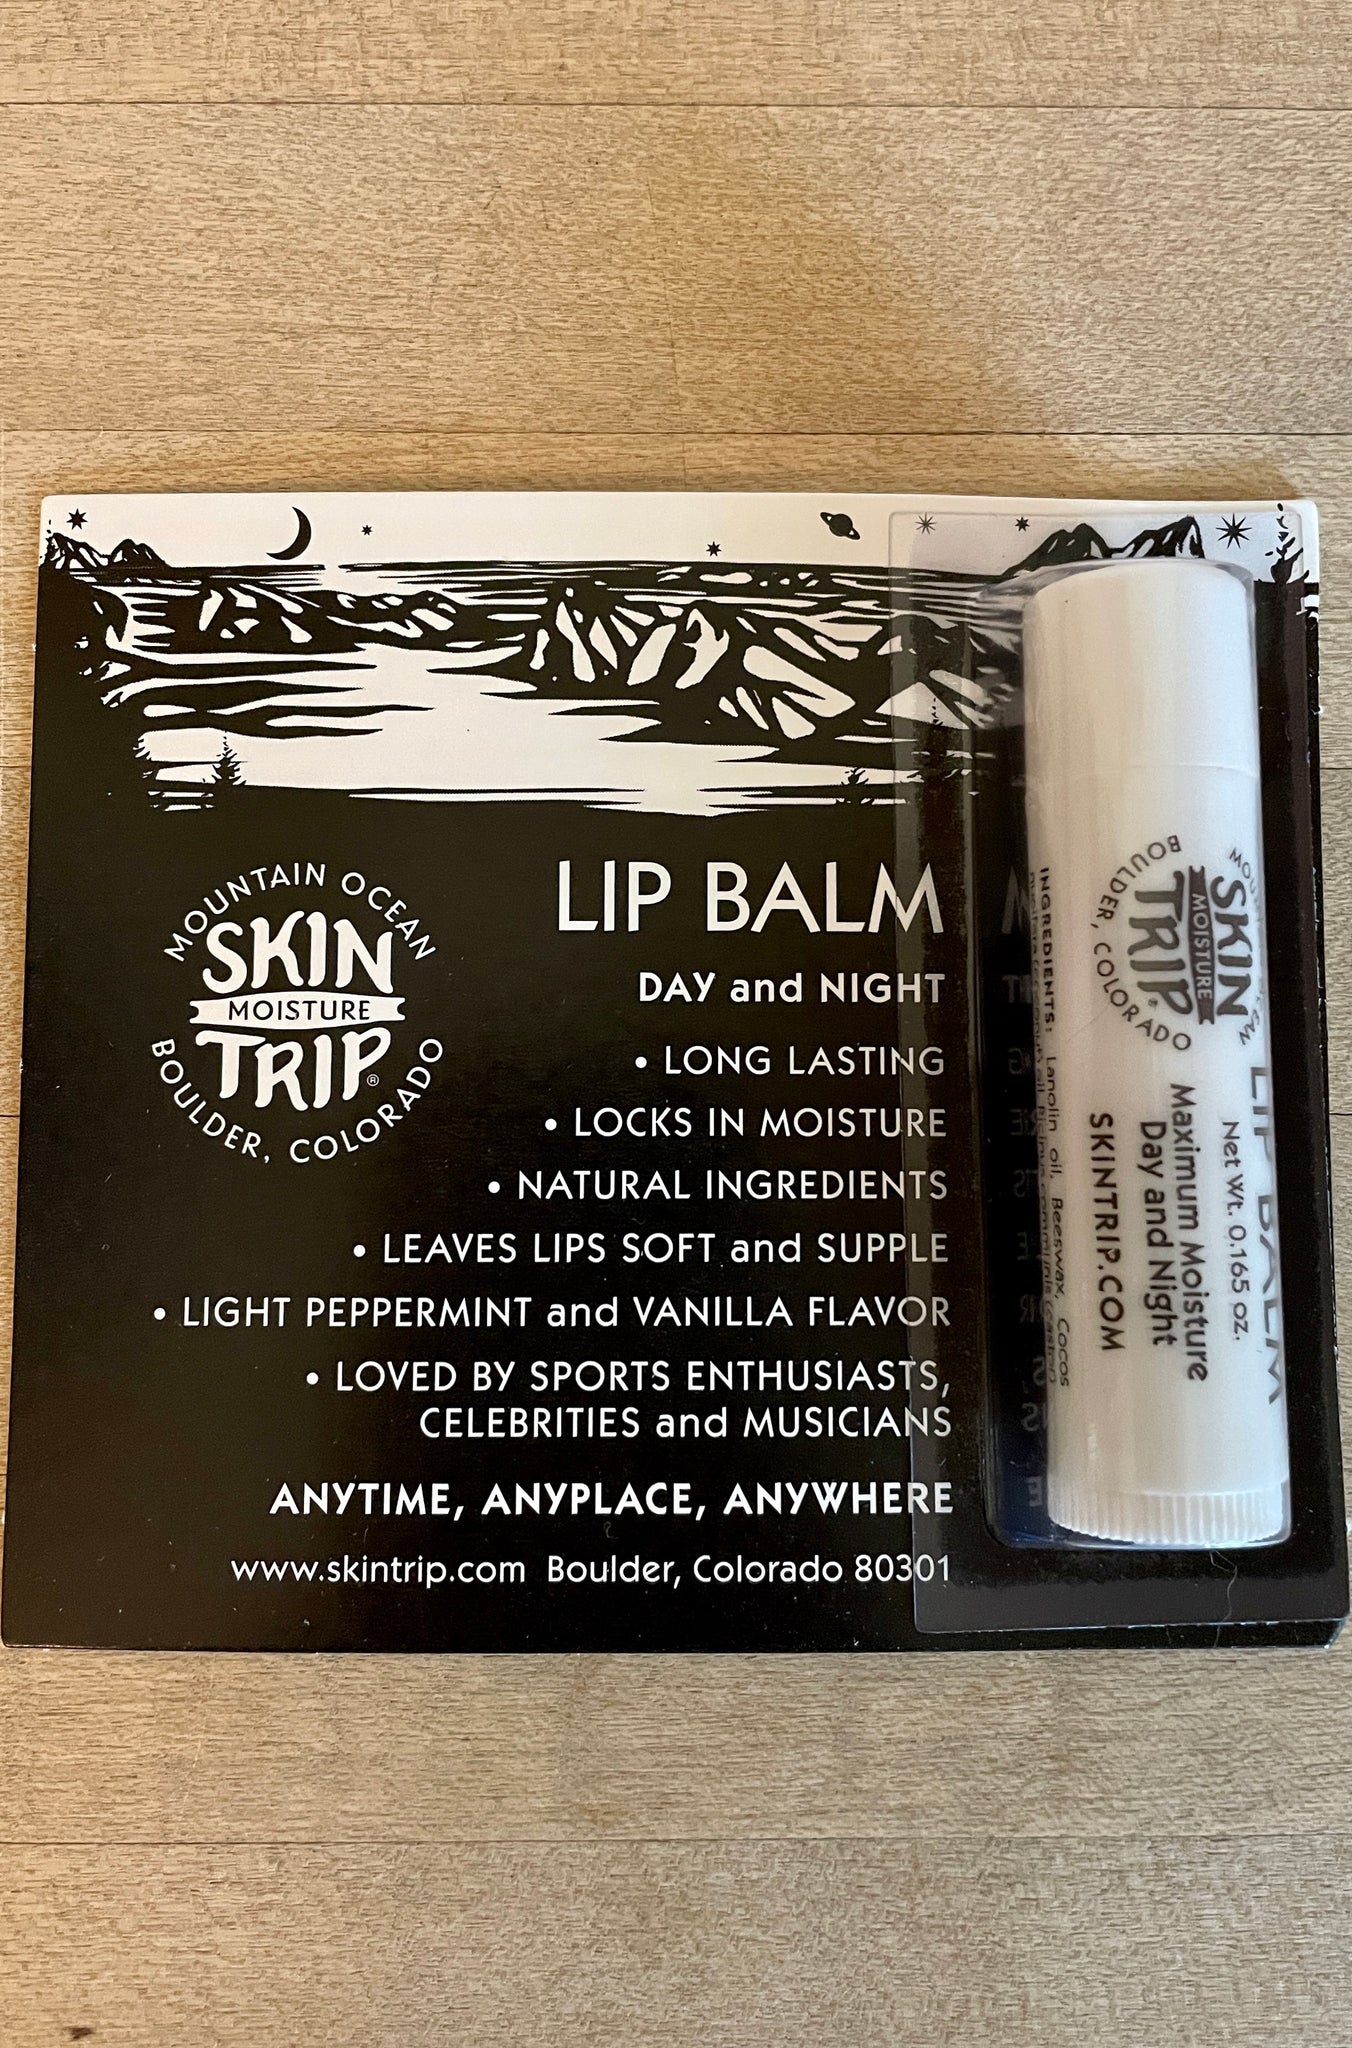 MOUNTAIN OCEAN
SKIN
MOISTURE
TRIP®
BOULDER, COLORADO
LIP BALM
DAY and NIGHT
• LONG LASTING
• LOCKS IN MOISTURE
• NATURAL INGREDIENTS
• LEAVES LIPS SOFT and SUPPLE
• LIGHT PEPPERMINT and VANILLA FLAVOR
• LOVED BY SPORTS ENTHUSIASTS,
CELEBRITIES and MUSICIANS
ANYTIME, ANYPLACE, ANYWHERE
www.skintrip.com Boulder, Colorado 80301
SKIN
MOISTURE
TRIP®
BOULDER, COLORADO
LIP BALM
Net Wt. 0.165 oz.
Maximum Moisture
Day and Night
SKINTRIP.COM
INGREDIENTS: Lanolin oil, Beeswax, Cocos